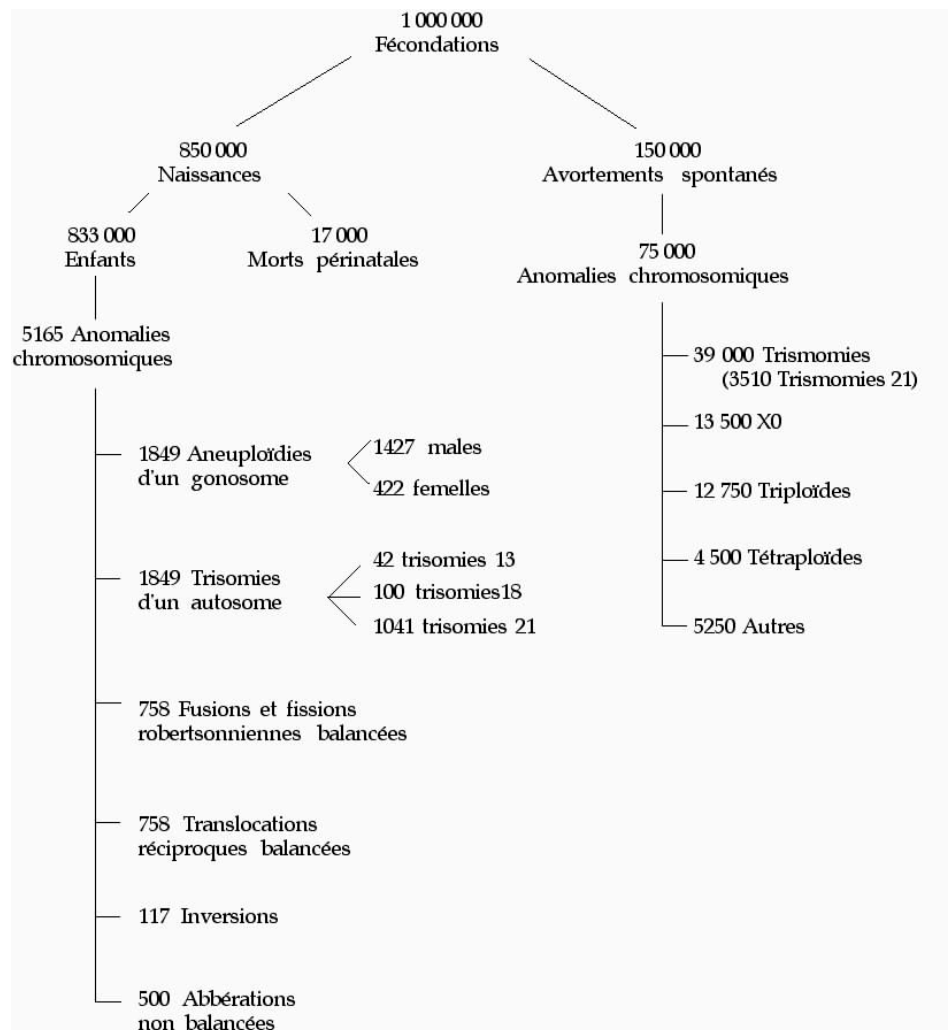 1 000 000
Fécondations
850 000
Naissances
150 000
Avortements spontanés
833 000
Enfants
17 000
Morts périnatales
75 000
Anomalies chromosomiques
5165 Anomalies
chromosomiques
39 000 Trismomies
(3510 Trismomies 21)
13 500 X0
12 750 Triploïdes
4 500 Tétraploïdes
5250 Autres
1849 Aneuploïdies
d'un gonosome
1427 males
422 femelles
1849 Trisomies
d'un autosome
42 trisomies 13
100 trisomies18
1041 trisomies 21
758 Fusions et fissions
robertsonniennes balancées
758 Translocations
réciproques balancées
117 Inversions
500 Abbérations
non balancées